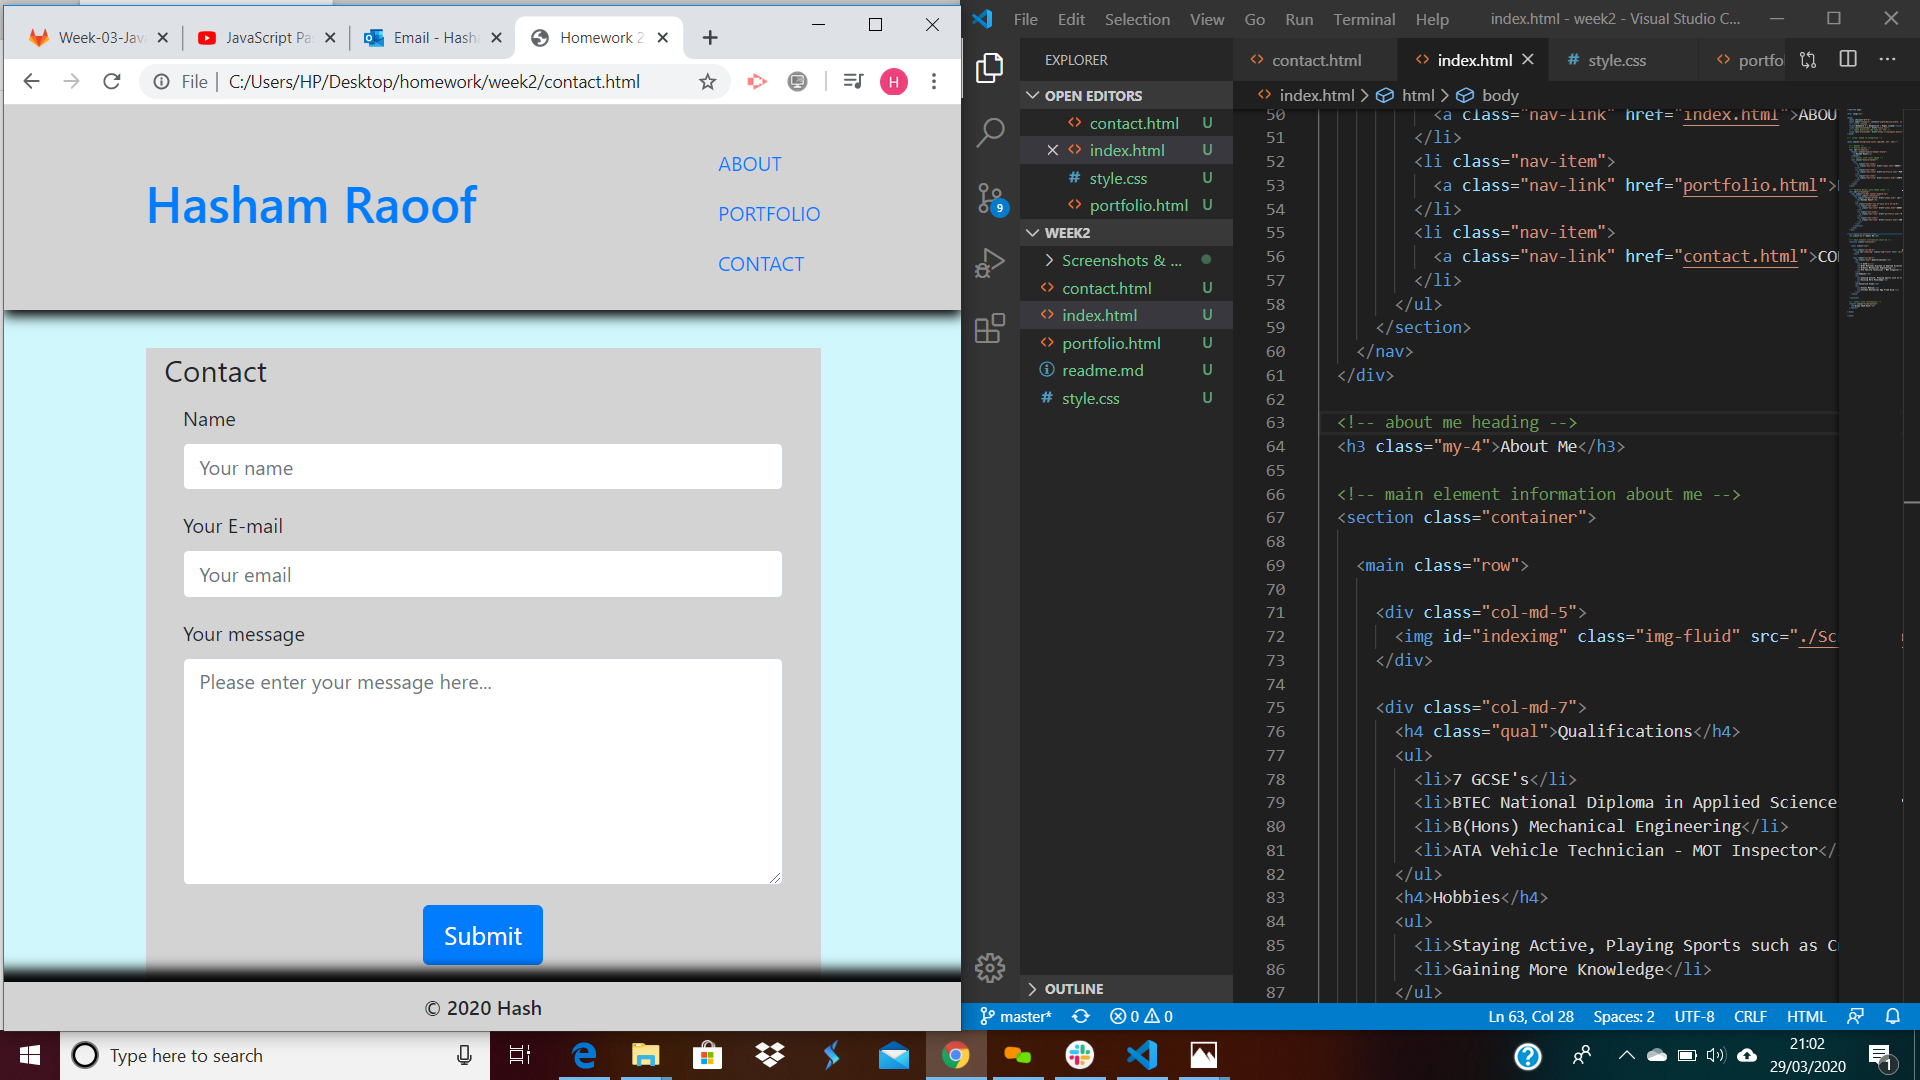 Week-03-Jav
JavaScript Pa
Email - Hash
Homework 2
File
C:/Users/HP/Desktop/homework/week2/contact.html
H
Hasham Raoof
ABOUT
PORTFOLIO
CONTACT
Contact
Name
Your name
Your E-mail
Your email
Your message
Please enter your message here...
Submit
© 2020 Hash
File Edit Selection View Go Run Terminal Help
index.html - week2 - Visual Studio C...
EXPLORER
contact.html
index.html
style.css
portfo
OPEN EDITORS
contact.html U
index.html U
style.css U
portfolio.html U
9
WEEK2
Screenshots & ...
contact.html U
index.html U
portfolio.html U
readme.md U
style.css U
OUTLINE
index.html > html > body
50 <a class="nav-link" href="index.html">ABOU
51 </li>
52 <li class="nav-item">
53 <a class="nav-link" href="portfolio.html">
54 </li>
55 <li class="nav-item">
56 <a class="nav-link" href="contact.html">CO
57 </li>
58 </ul>
59 </section>
60 </nav>
61 </div>
62
63 <!-- about me heading -->
64 <h3 class="my-4">About Me</h3>
65
66 <!-- main element information about me -->
67 <section class="container">
68
69 <main class="row">
70
71 <div class="col-md-5">
72 <img id="indeximg" class="img-fluid" src="./Sc
73 </div>
74
75 <div class="col-md-7">
76 <h4 class="qual">Qualifications</h4>
77 <ul>
78 <li>7 GCSE's</li>
79 <li>BTEC National Diploma in Applied Science
80 <li>B(Hons) Mechanical Engineering</li>
81 <li>ATA Vehicle Technician - MOT Inspector</
82 </ul>
83 <h4>Hobbies</h4>
84 <ul>
85 <li>Staying Active, Playing Sports such as C
86 <li>Gaining More Knowledge</li>
87 </ul>
master* 0 0 Ln 63, Col 28 Spaces: 2 UTF-8 CRLF HTML
Type here to search
21:02
29/03/2020
1